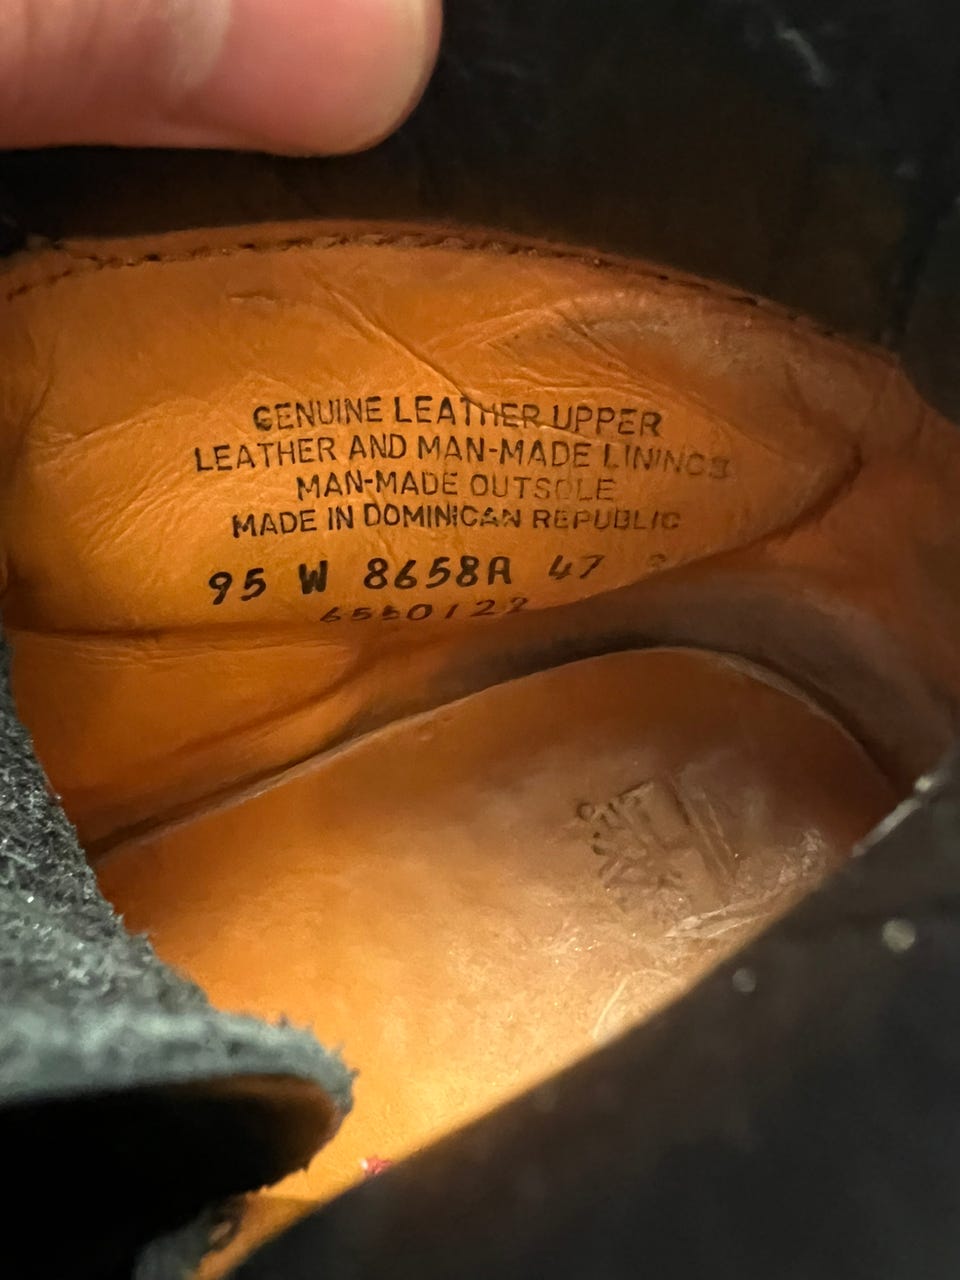 GENUINE LEATHER UPPER
LEATHER AND MAN-MADE LININGS
MAN-MADE OUTSOLE
MADE IN DOMINICAN REPUBLIC
95 W 8658A 47